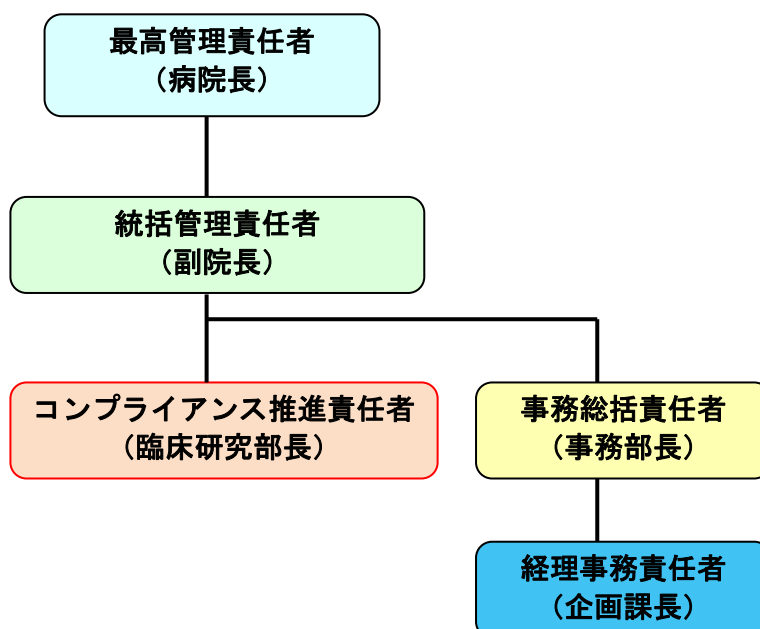 最高管理責任者
（病院長）
統括管理責任者
（副院長）
コンプライアンス推進責任者
（臨床研究部長）
事務総括責任者
（事務部長）
経理事務責任者
（企画課長）